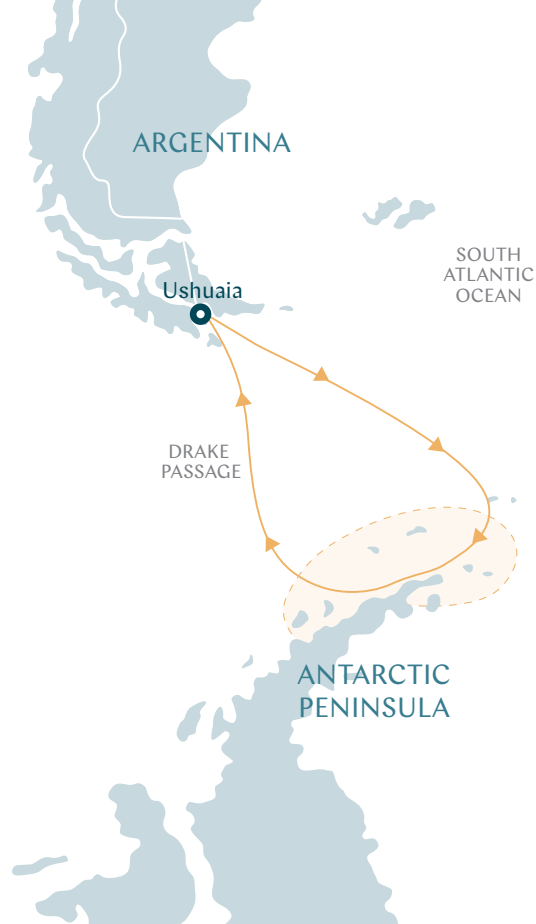 ARGENTINA
SOUTH
ATLANTIC
OCEAN
Ushuaia
DRAKE
PASSAGE
ANTARCTIC
PENINSULA